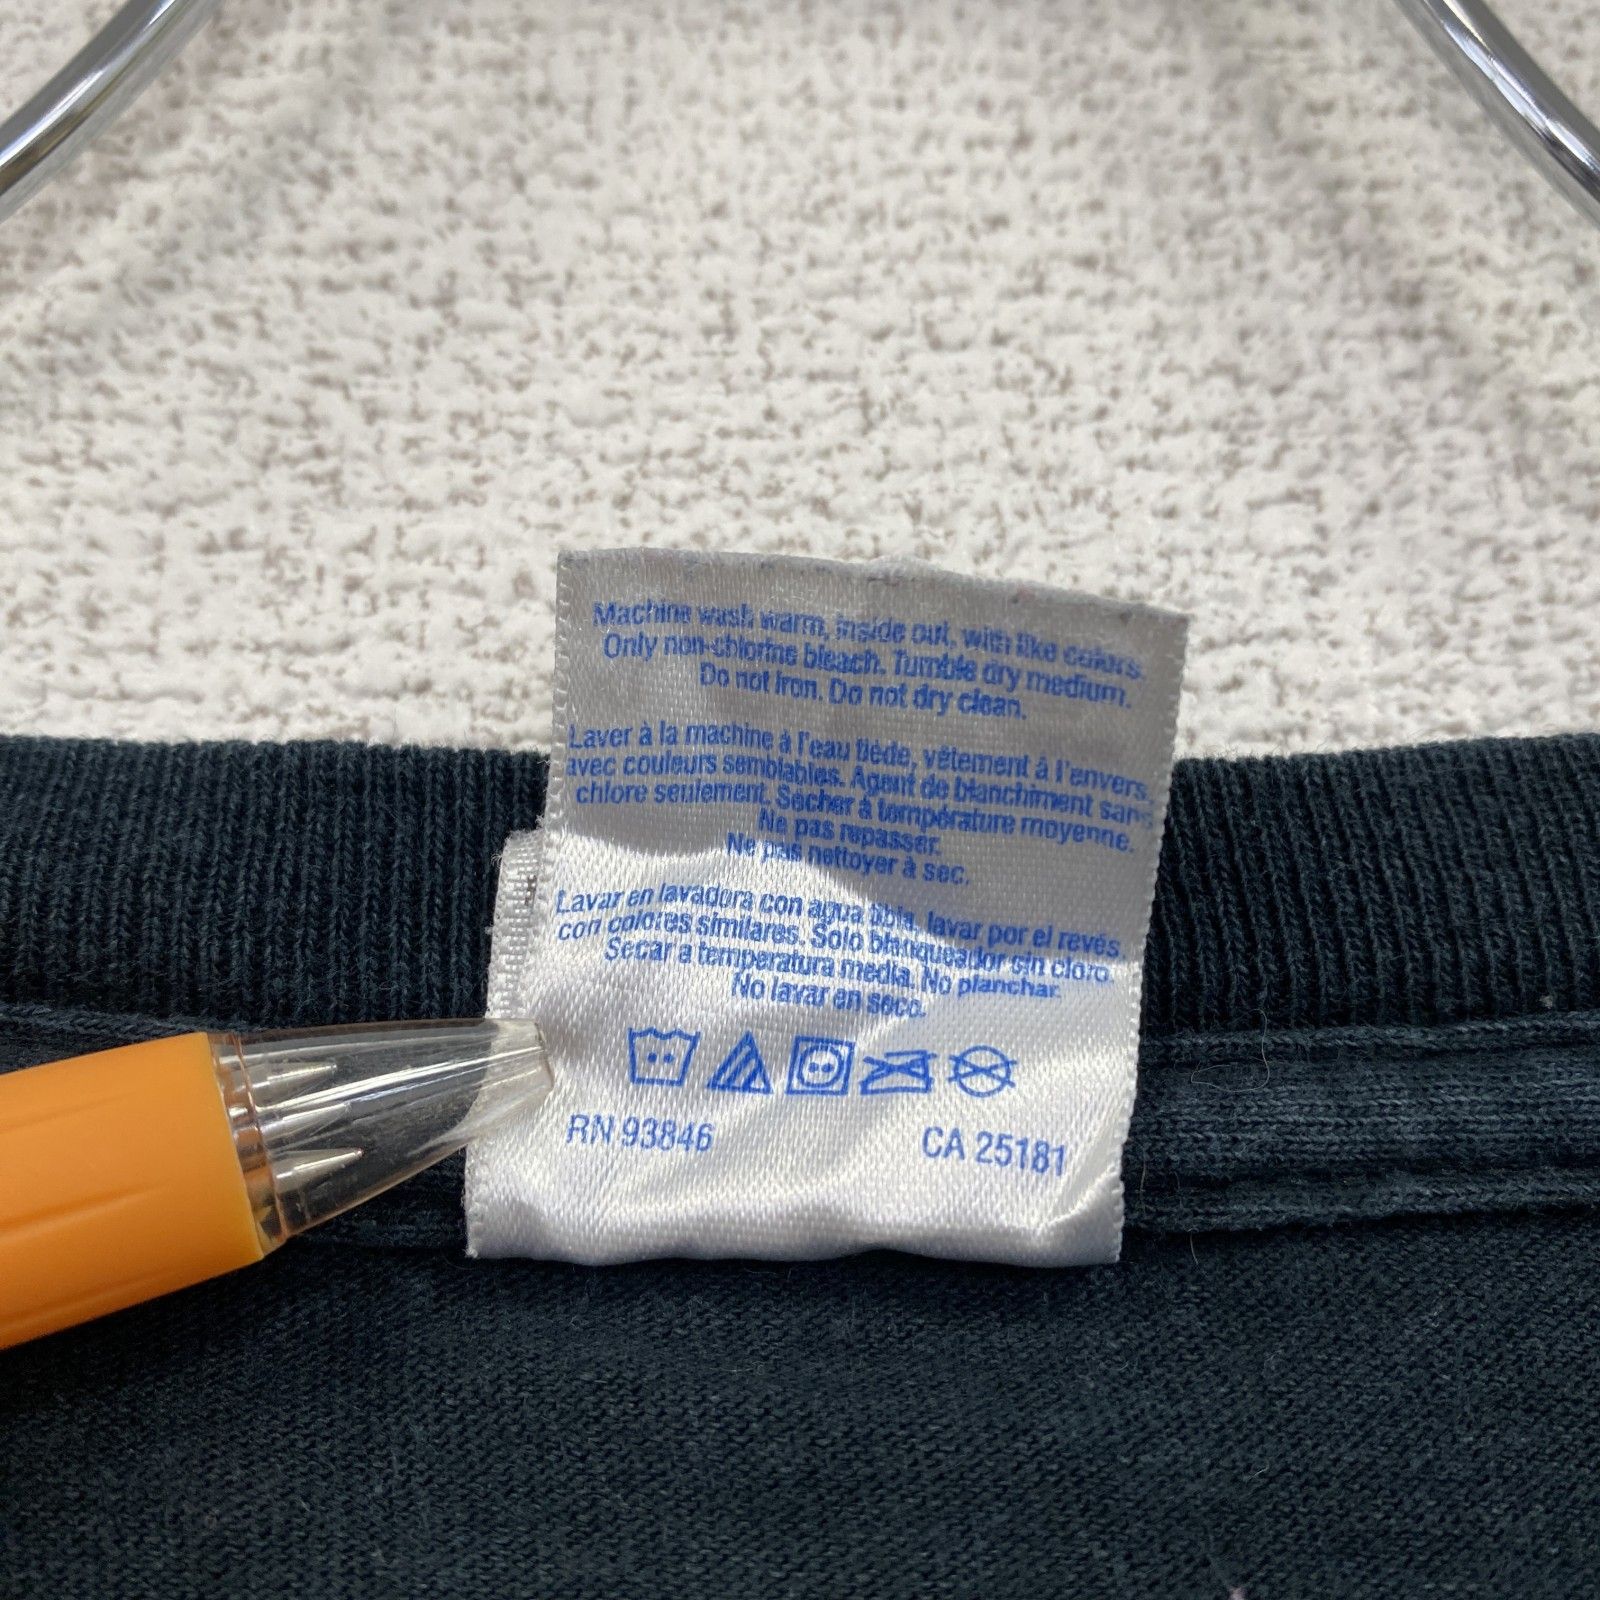 Machine wash warm, inside out, with like colors.
Only non-chlorine bleach. Tumble dry medium.
Do not iron. Do not dry clean.
Laver à la machine à l'eau tiède, vêtement à l'envers,
avec couleurs semblables. Agent de blanchiment sans
chlore seulement. Sécher à température moyenne.
Ne pas repasser.
Ne pas nettoyer à sec.
Lavar en lavadora con agua tibia, lavar por el revés,
con colores similares. Solo blanqueador sin cloro.
Secar a temperatura media. No planchar.
No lavar en seco.
RN 93846 CA 25181